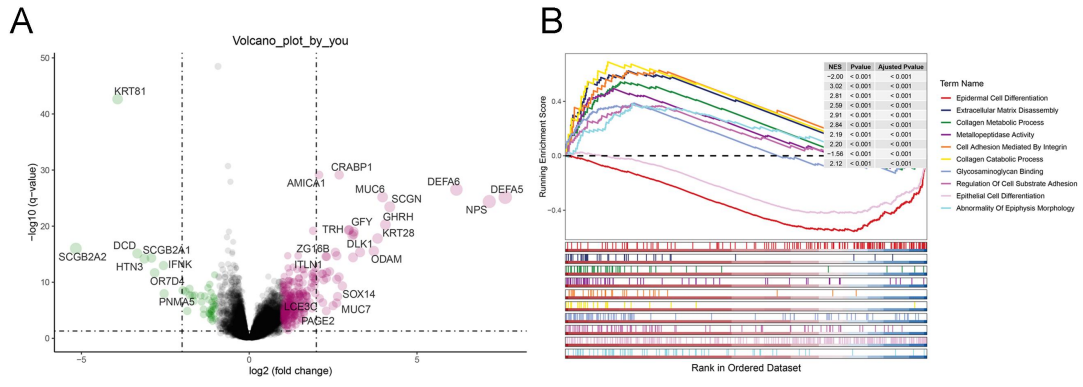 A
Volcano_plot_by_you
−log10 (q-value)
50
40
30
20
10
0
−5
0
5
log2 (fold change)
KRT81
CRABP1
AMICA1
MUC6
SCGN
DEFA6
DEFA5
NPS
GFY
GHRH
TRH
KRT28
DLK1
ODAM
ZG16B
ITLN1
SOX14
LCE3C
MUC7
PAGE2
DCD
SCGB2A1
SCGB2A2
HTN3
IFNK
OR7D4
PNMA5
B
Running Enrichment Score
0.4
0.0
−0.4
NES Pvalue Ajusted Pvalue
−2.00 < 0.001 < 0.001
3.02 < 0.001 < 0.001
2.81 < 0.001 < 0.001
2.59 < 0.001 < 0.001
2.91 < 0.001 < 0.001
2.84 < 0.001 < 0.001
2.19 < 0.001 < 0.001
2.20 < 0.001 < 0.001
−1.56 < 0.001 < 0.001
2.12 < 0.001 < 0.001
Term Name
Epidermal Cell Differentiation
Extracellular Matrix Disassembly
Collagen Metabolic Process
Metallopeptidase Activity
Cell Adhesion Mediated By Integrin
Collagen Catabolic Process
Glycosaminoglycan Binding
Regulation Of Cell Substrate Adhesion
Epithelial Cell Differentiation
Abnormality Of Epiphysis Morphology
Rank in Ordered Dataset